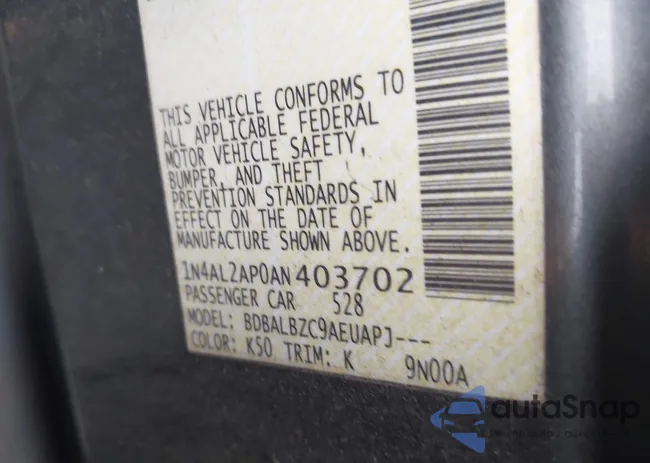 THIS VEHICLE CONFORMS TO
ALL APPLICABLE FEDERAL
MOTOR VEHICLE SAFETY,
BUMPER, AND THEFT
PREVENTION STANDARDS IN
EFFECT ON THE DATE OF
MANUFACTURE SHOWN ABOVE.
1N4AL2AP0AN403702
PASSENGER CAR 528
MODEL: BDBALBZC9AEUAPJ---
COLOR: K50 TRIM: K 9N00A
autoSnap